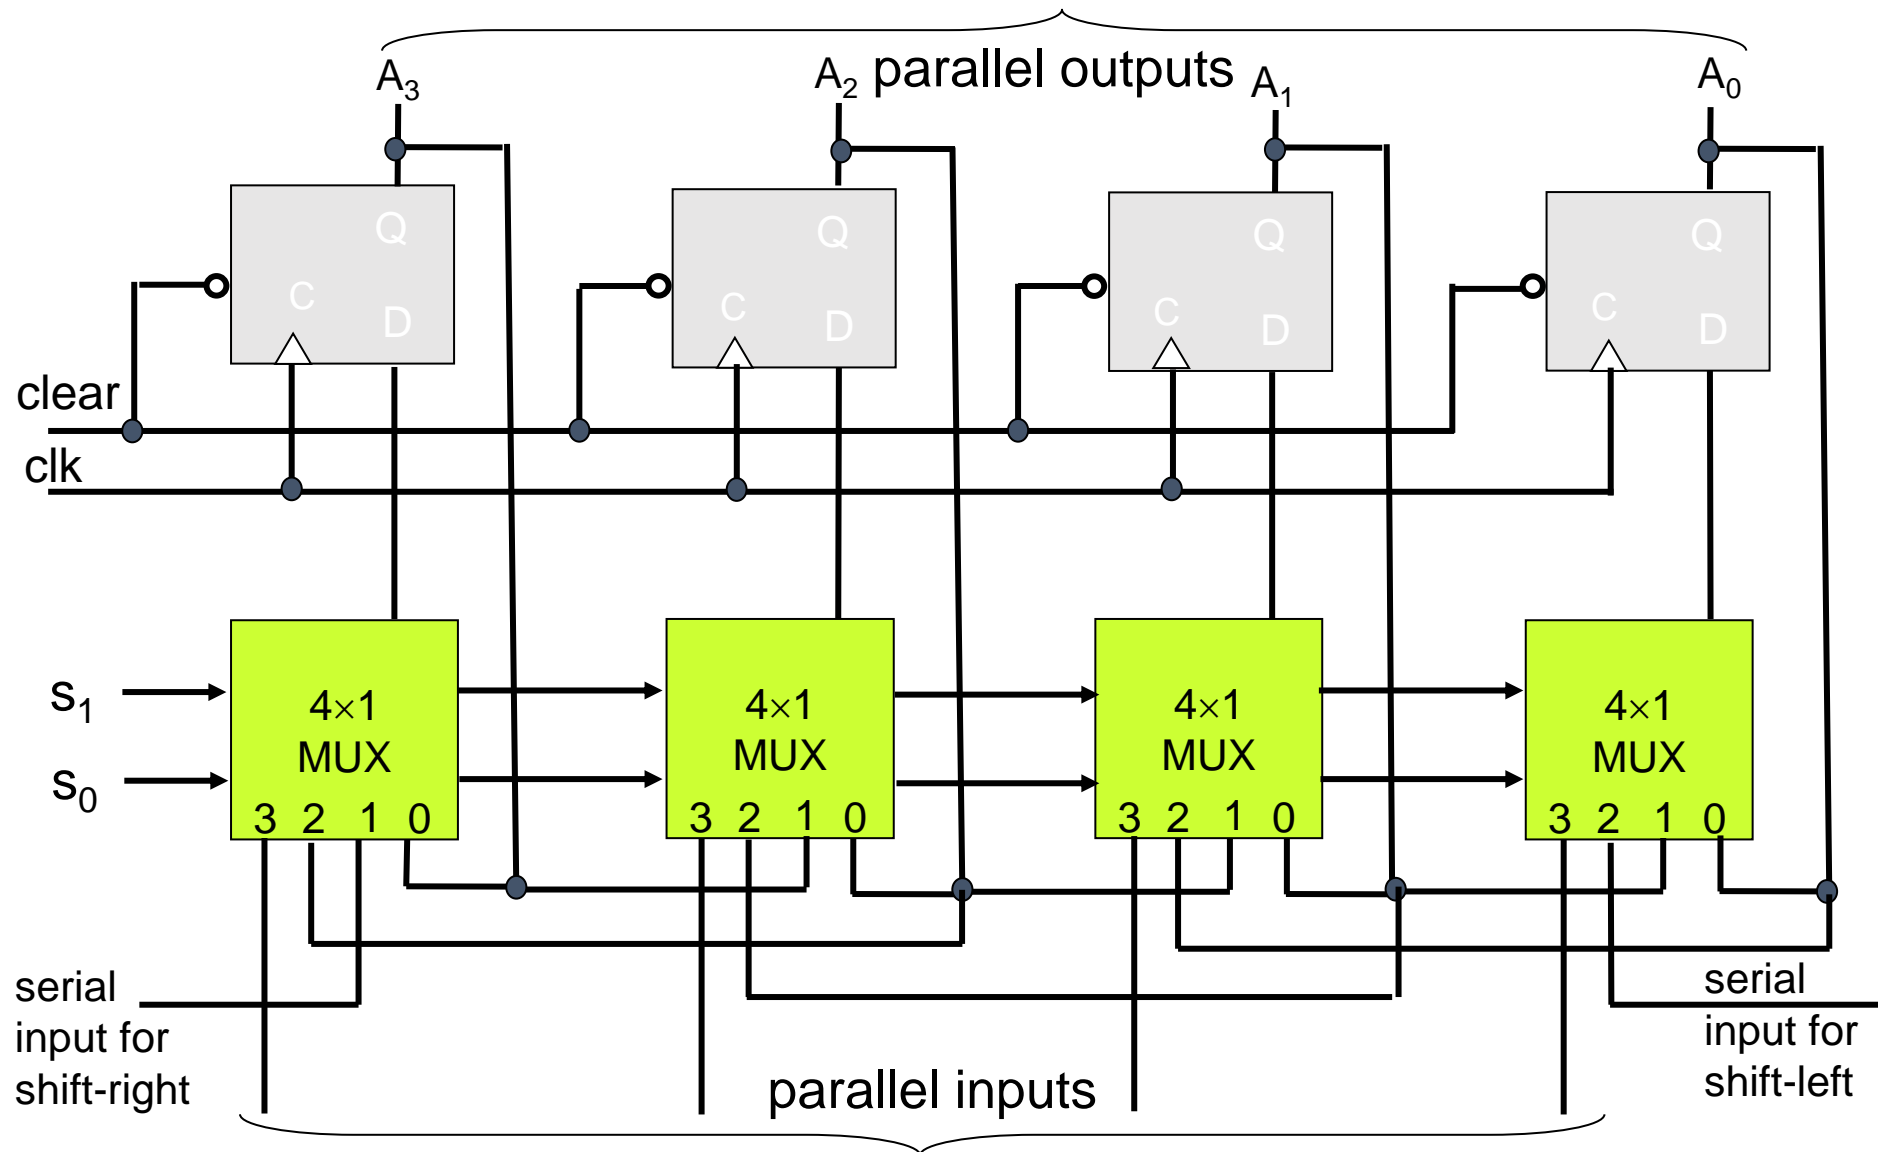 A3 A2 parallel outputs A1 A0
Q Q Q Q
C D C D C D C D
clear
clk
s1 4×1 4×1 4×1 4×1
MUX MUX MUX MUX
s0
3 2 1 0 3 2 1 0 3 2 1 0 3 2 1 0
serial
input for
shift-right
parallel inputs
serial
input for
shift-left